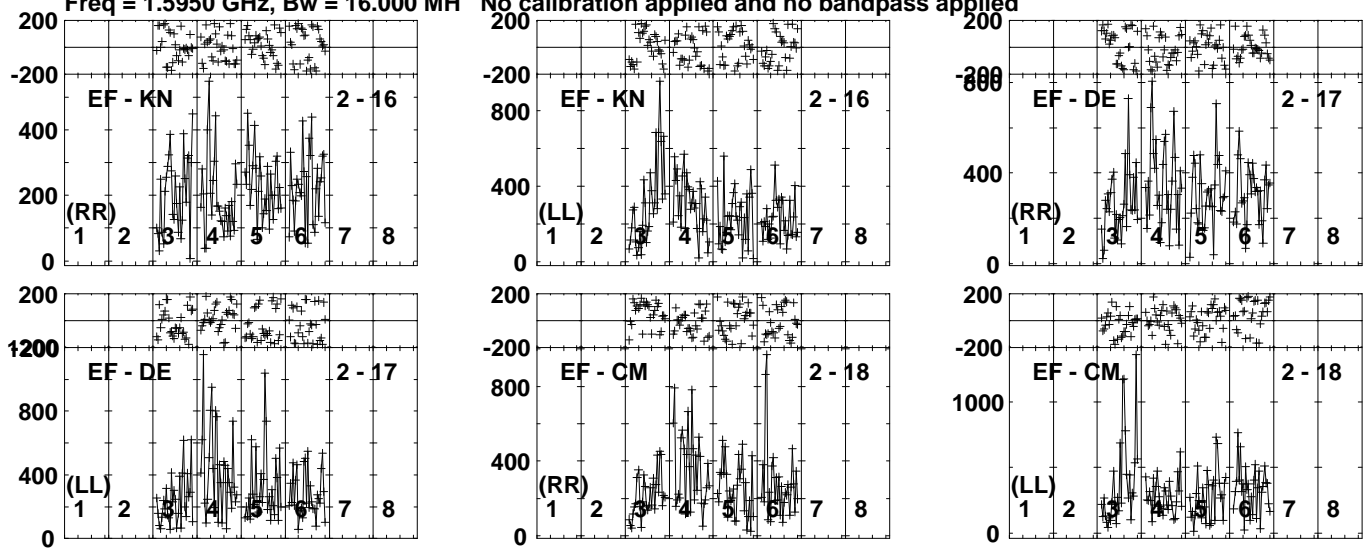 Freq = 1.5950 GHz, Bw = 16.000 MH No calibration applied and no bandpass applied
200 200 200
-200 -200 -200
EF - KN 2 - 16 EF - KN 2 - 16 EF - DE 2 - 17
800 800
400
400 400
200
(RR) (LL) (RR)
1 2 3 4 5 6 7 8 1 2 3 4 5 6 7 8 1 2 3 4 5 6 7 8
0 0 0
200 200 200
-200 -200
1200
EF - DE 2 - 17 EF - CM 2 - 18 EF - CM 2 - 18
800 800 1000
400 400
(LL) (RR) (LL)
1 2 3 4 5 6 7 8 1 2 3 4 5 6 7 8 1 2 3 4 5 6 7 8
0 0 0